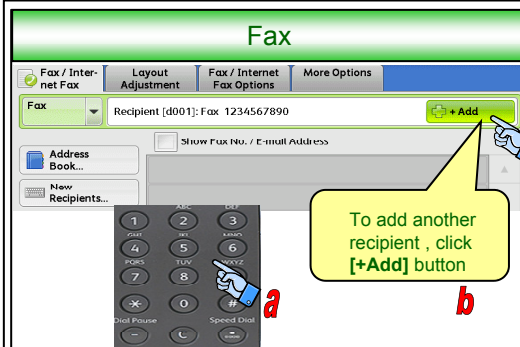 Fax
Fax / Inter-
net Fax
Layout
Adjustment
Fax / Internet
Fax Options
More Options
Fax
Recipient [d001]: Fax 1234567890
+ Add
Show Fax No. / E-mail Address
Address
Book...
New
Recipients...
To add another
recipient , click
[+Add] button
ABC DEF
1 2 3
GHI JKL MNO
4 5 6
PQRS TUV WXYZ
7 8
* 0 #
Dial Pause Speed Dial
- C
a
b